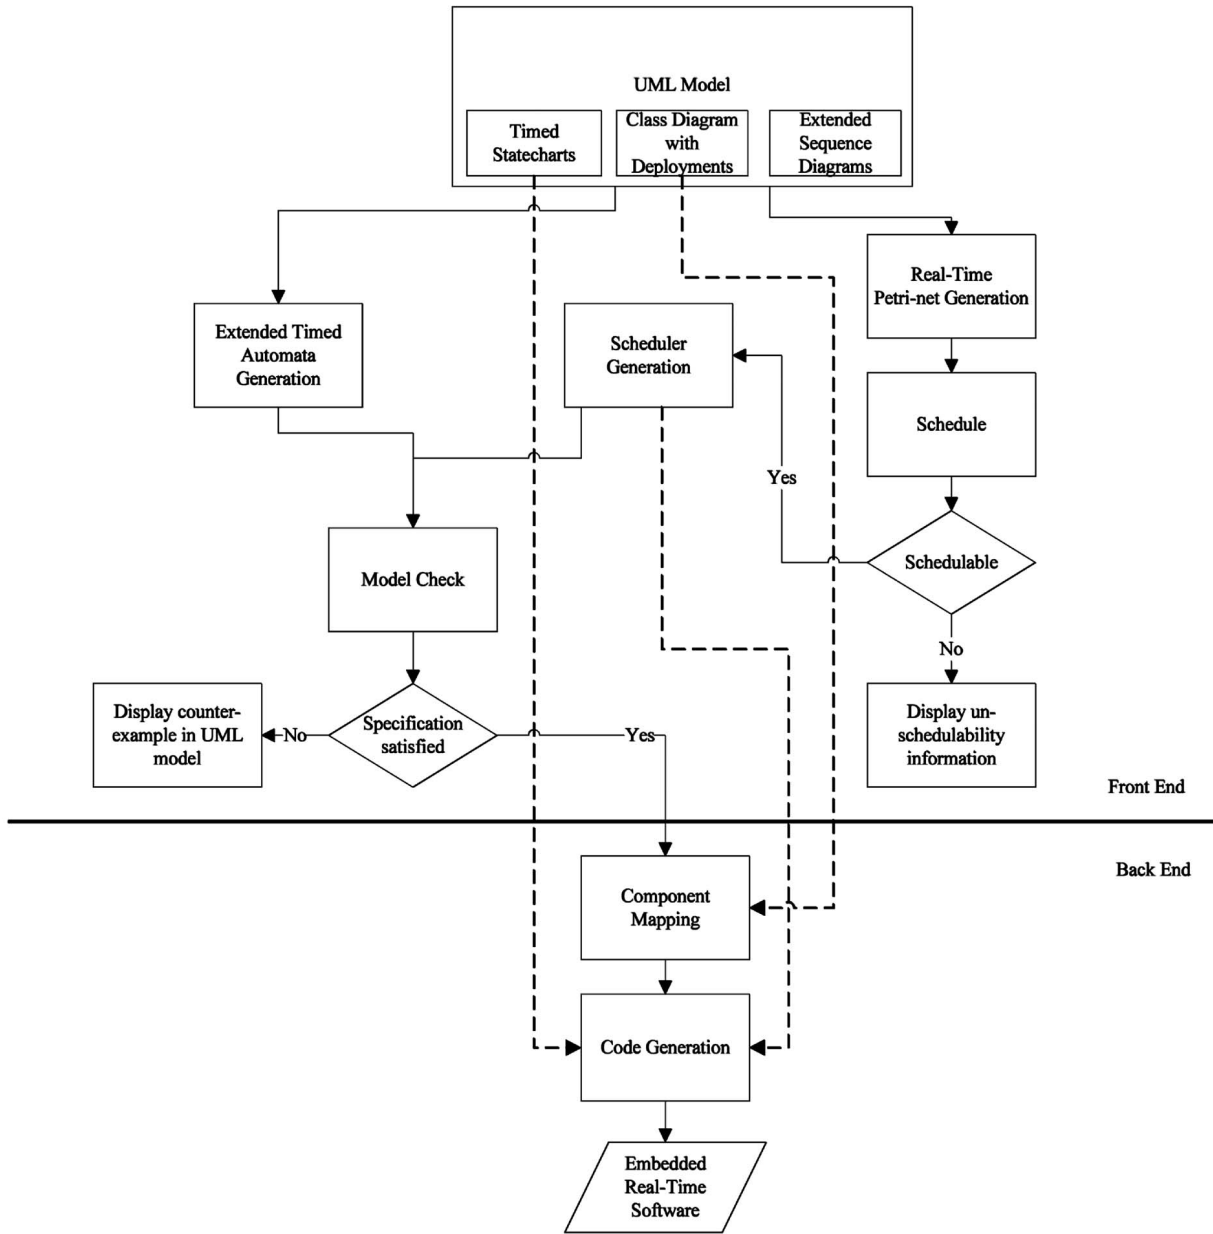 UML Model
Timed
Statecharts
Class Diagram
with
Deployments
Extended
Sequence
Diagrams
Real-Time
Petri-net Generation
Extended Timed
Automata
Generation
Scheduler
Generation
Schedule
Yes
Schedulable
Model Check
No
Display counter-
example in UML
model
No
Specification
satisfied
Yes
Display un-
schedulability
information
Front End
Back End
Component
Mapping
Code Generation
Embedded
Real-Time
Software